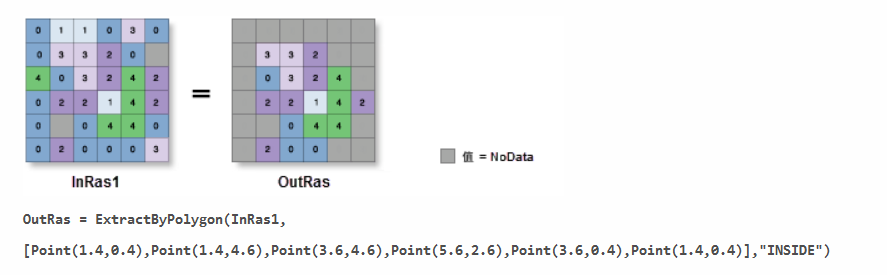 0 1 1 0 3 0
0 3 3 2 0 3 3 2
4 0 3 2 4 2 0 3 2 4
0 2 2 1 4 2 = 2 2 1 4 2
0 0 4 4 0 0 4 4
0 2 0 0 0 3 2 0 0 值 = NoData
InRas1 OutRas
OutRas = ExtractByPolygon(InRas1,
[Point(1.4,0.4),Point(1.4,4.6),Point(3.6,4.6),Point(5.6,2.6),Point(3.6,0.4),Point(1.4,0.4)],"INSIDE")